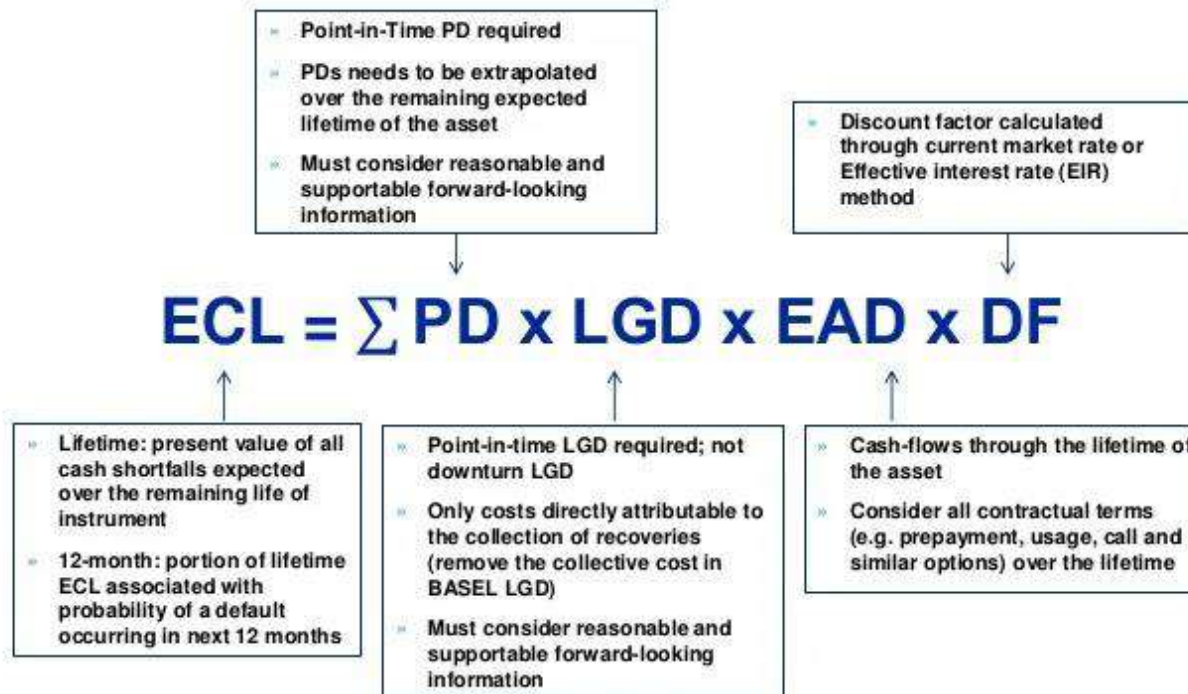 » Point-in-Time PD required
» PDs needs to be extrapolated
over the remaining expected
lifetime of the asset
» Must consider reasonable and
supportable forward-looking
information
» Discount factor calculated
through current market rate or
Effective interest rate (EIR)
method
ECL = ∑ PD x LGD x EAD x DF
» Lifetime: present value of all
cash shortfalls expected
over the remaining life of
instrument
» 12-month: portion of lifetime
ECL associated with
probability of a default
occurring in next 12 months
» Point-in-time LGD required; not
downturn LGD
» Only costs directly attributable to
the collection of recoveries
(remove the collective cost in
BASEL LGD)
» Must consider reasonable and
supportable forward-looking
information
» Cash-flows through the lifetime of
the asset
» Consider all contractual terms
(e.g. prepayment, usage, call and
similar options) over the lifetime